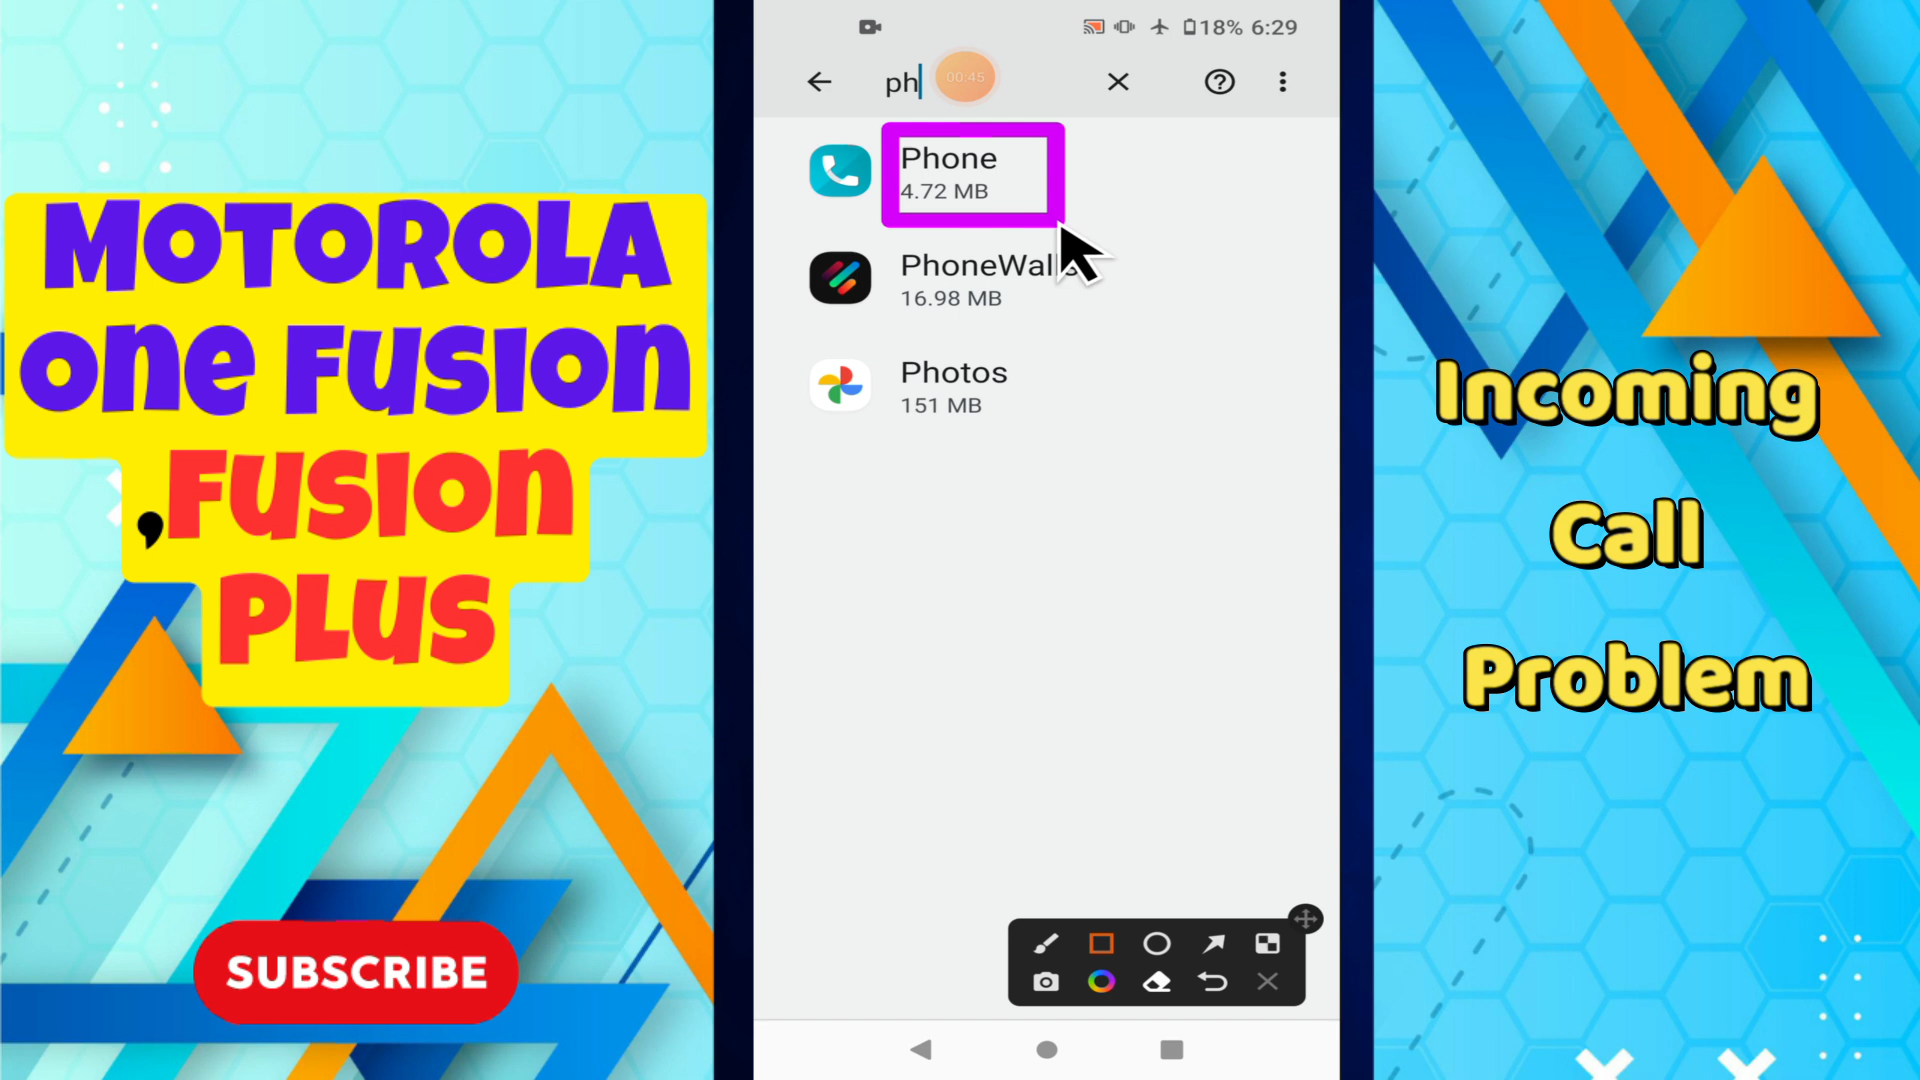 MOTOROLA
one Fusion
,Fusion
PLUS
SUBSCRIBE
18% 6:29
ph
00:45
Phone
4.72 MB
PhoneWalls
16.98 MB
Photos
151 MB
Incoming
Call
Problem